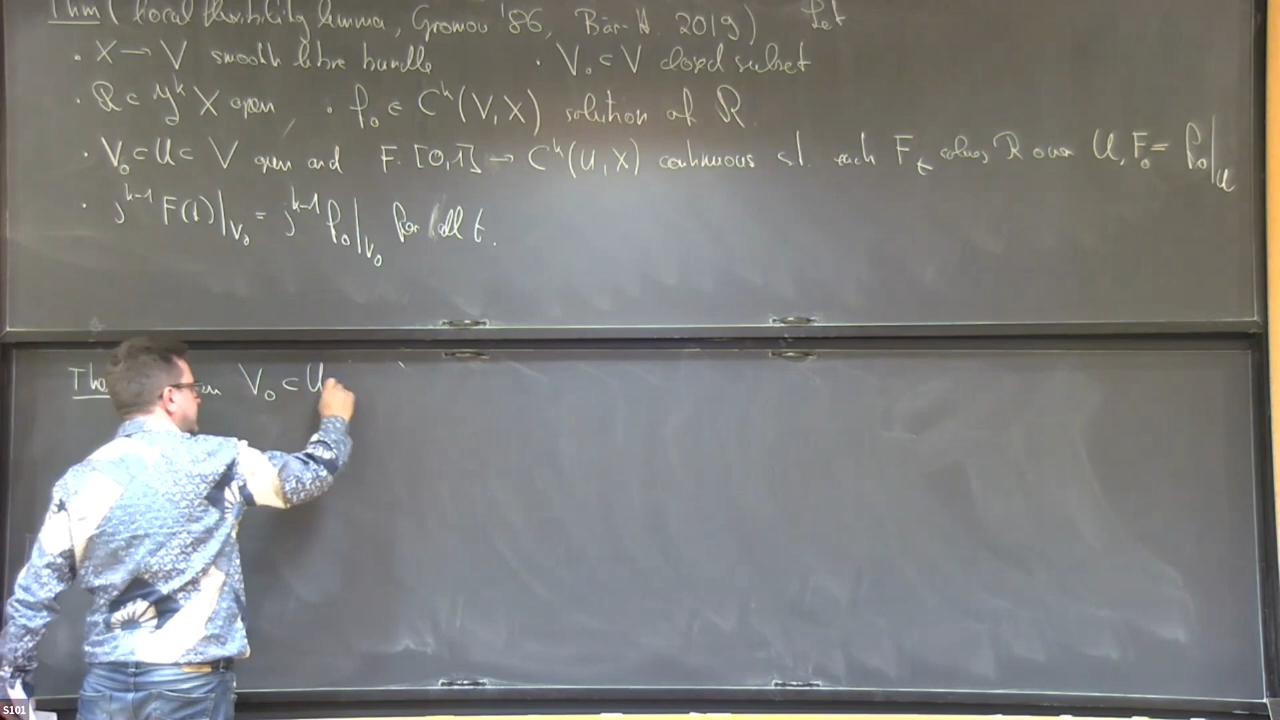 Thm (local flexibility lemma, Gromov '86, Bär-H. 2019) Let
· X → V smooth fibre bundle · V₀ ⊂ V closed subset
· R ⊂ J^k X open · f₀ ∈ C^k(V,X) solution of R
· V₀ ⊂ U ⊂ V open and F: [0,1] → C^k(U,X) continuous s.t. each F_t solves R over U, F₀ = f₀|_U
· j^{k-1} F(t)|_{V₀} = j^{k-1} f₀|_{V₀} for all t.
V₀ ⊂ U
S101